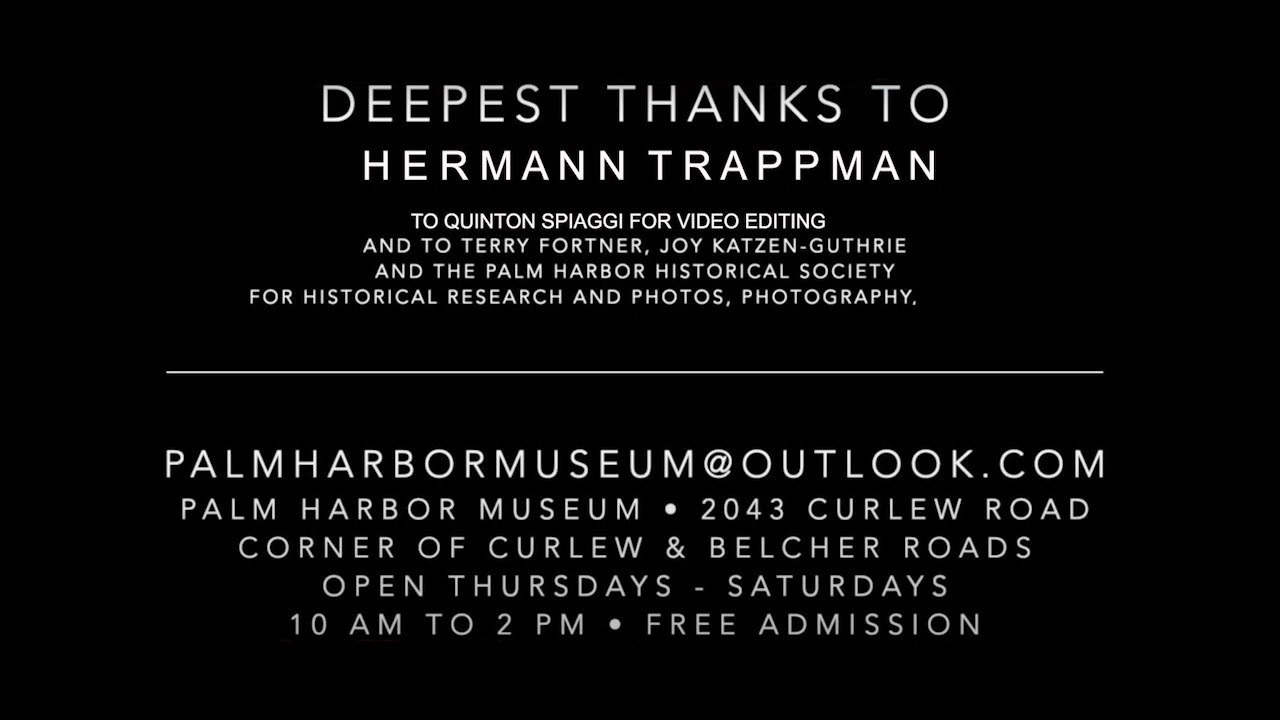 DEEPEST THANKS TO
HERMANN TRAPPMAN
TO QUINTON SPIAGGI FOR VIDEO EDITING
AND TO TERRY FORTNER, JOY KATZEN-GUTHRIE
AND THE PALM HARBOR HISTORICAL SOCIETY
FOR HISTORICAL RESEARCH AND PHOTOS, PHOTOGRAPHY,
PALMHARBORMUSEUM@OUTLOOK.COM
PALM HARBOR MUSEUM • 2043 CURLEW ROAD
CORNER OF CURLEW & BELCHER ROADS
OPEN THURSDAYS - SATURDAYS
10 AM TO 2 PM • FREE ADMISSION